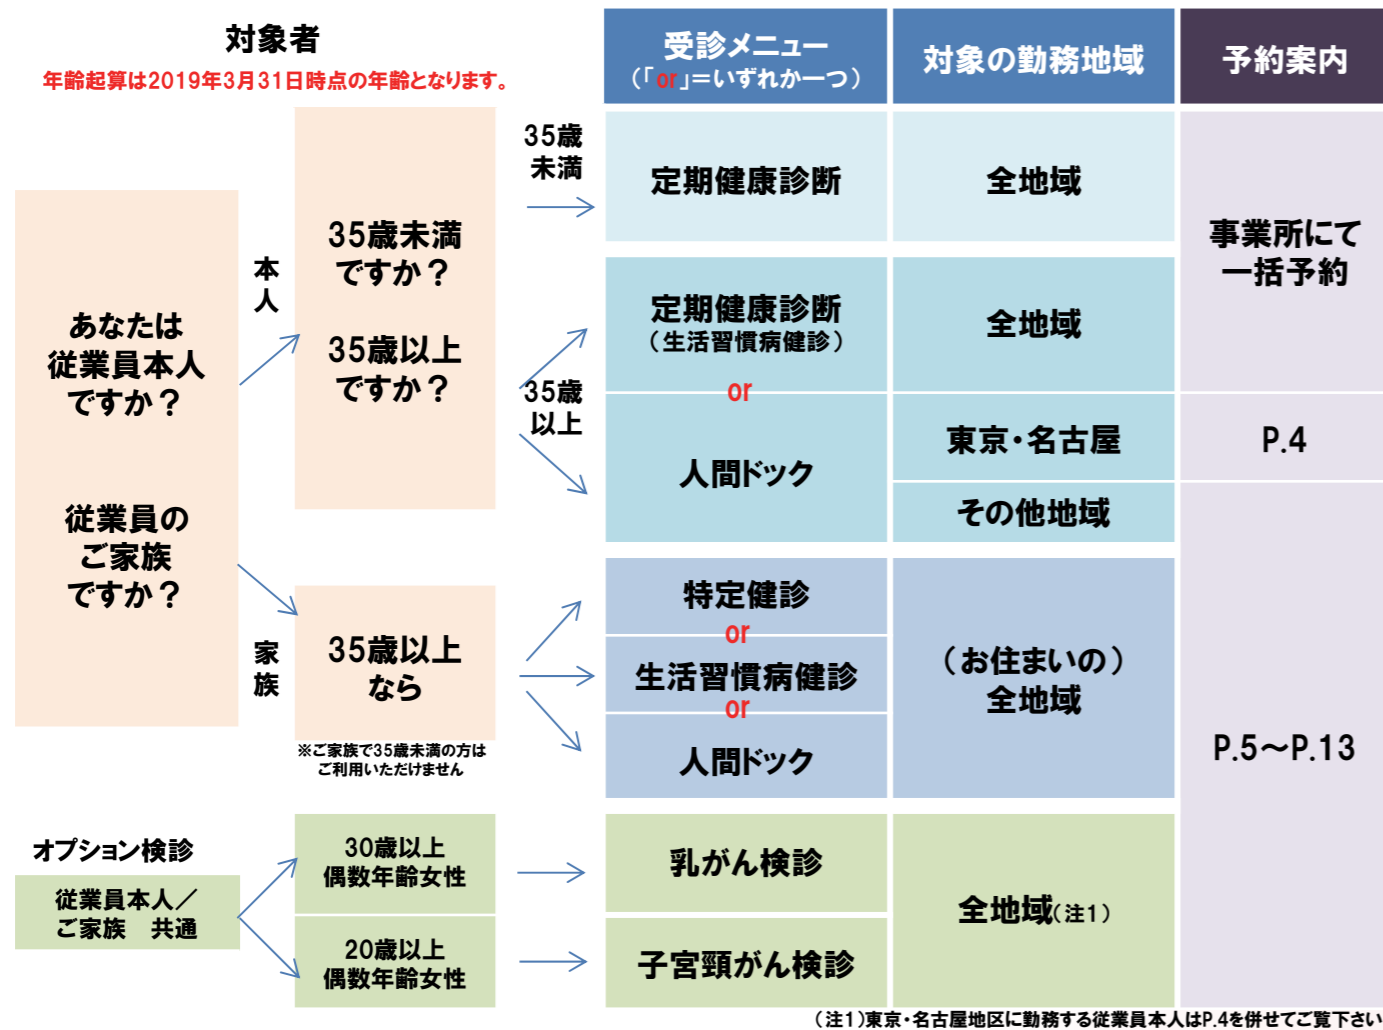 対象者
年齢起算は2019年3月31日時点の年齢となります。
受診メニュー
(「or」＝いずれか一つ)
対象の勤務地域
予約案内
あなたは
従業員本人
ですか？
従業員の
ご家族
ですか？
本人
家族
35歳未満
ですか？
35歳以上
ですか？
35歳
未満
35歳
以上
定期健康診断
全地域
事業所にて
一括予約
定期健康診断
(生活習慣病健診)
全地域
or
人間ドック
東京・名古屋
P.4
その他地域
35歳以上
なら
※ご家族で35歳未満の方は
ご利用いただけません
特定健診
or
生活習慣病健診
or
人間ドック
(お住まいの)
全地域
P.5～P.13
オプション検診
従業員本人／
ご家族　共通
30歳以上
偶数年齢女性
乳がん検診
20歳以上
偶数年齢女性
子宮頸がん検診
全地域(注1)
(注1)東京・名古屋地区に勤務する従業員本人はP.4を併せてご覧下さい